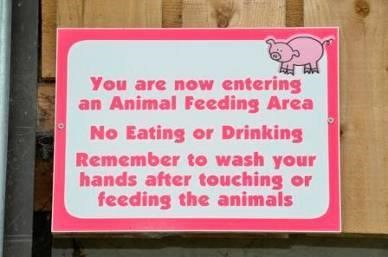 You are now entering
an Animal Feeding Area
No Eating or Drinking
Remember to wash your
hands after touching or
feeding the animals